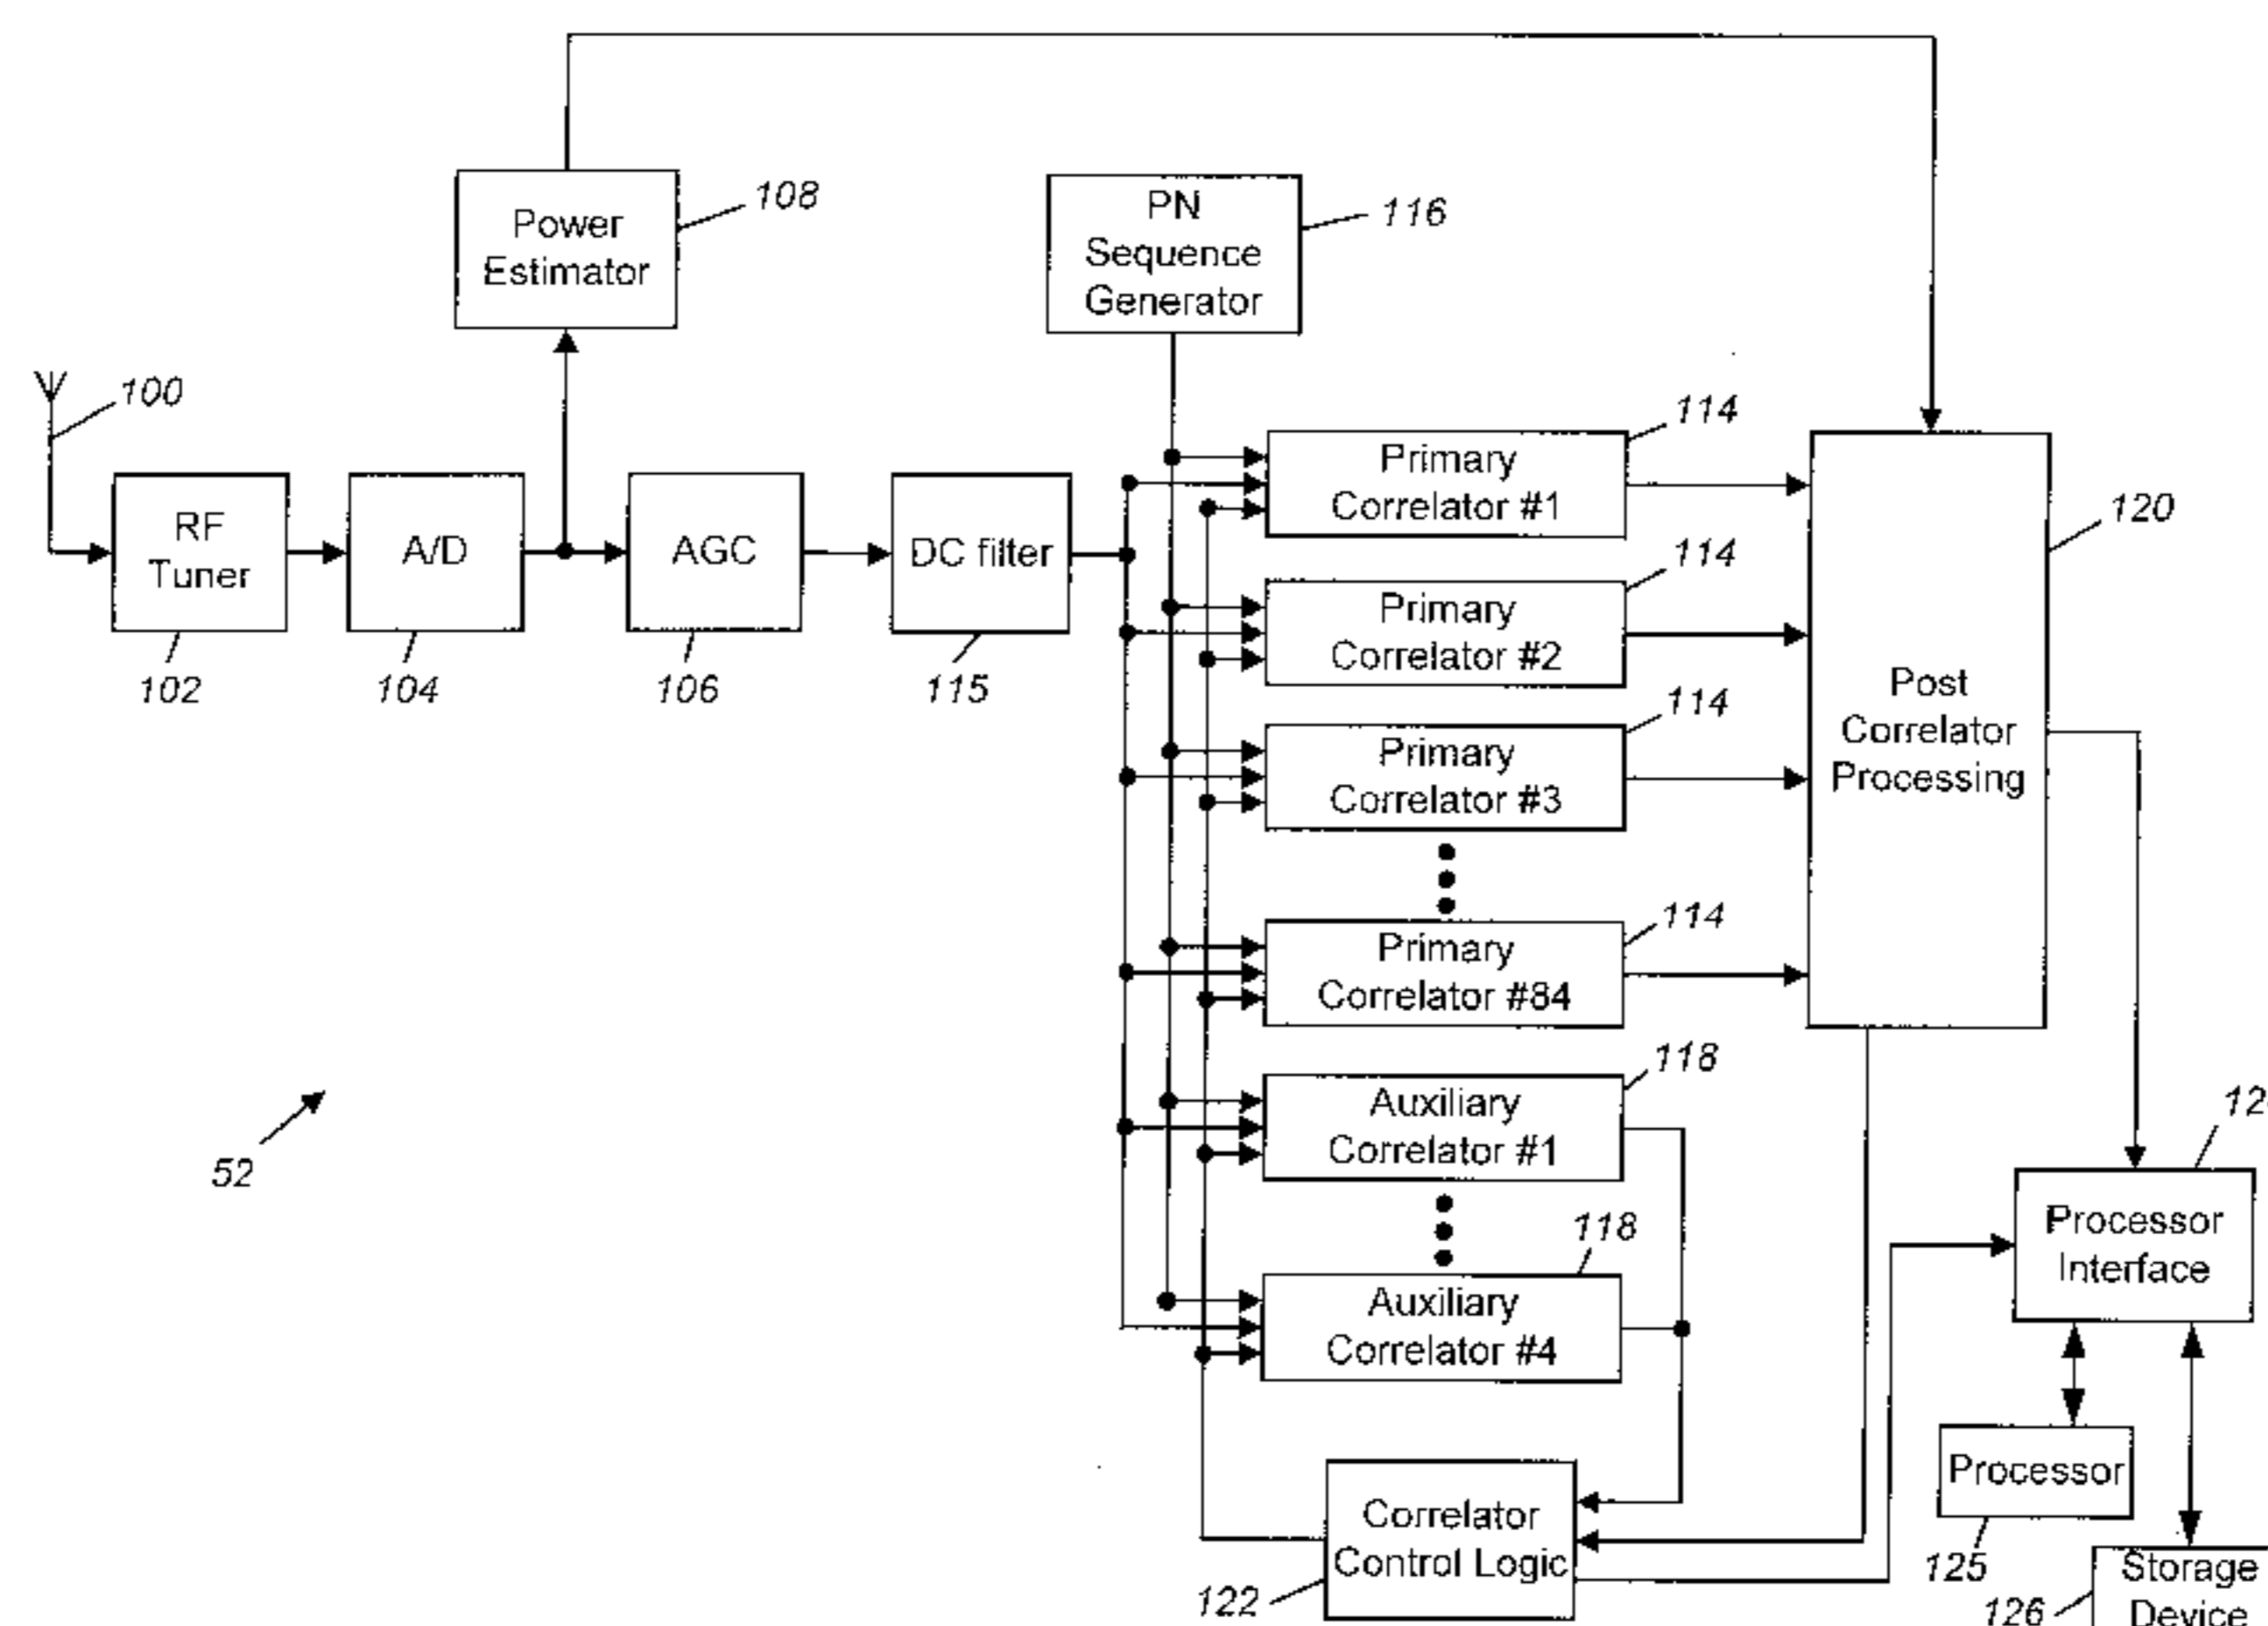 108
Power
Estimator
PN
Sequence
Generator
116
100
RF
Tuner
102
A/D
104
AGC
106
DC filter
115
Primary
Correlator #1
114
Primary
Correlator #2
114
Primary
Correlator #3
114
Primary
Correlator #84
114
Post
Correlator
Processing
120
Auxiliary
Correlator #1
118
Auxiliary
Correlator #4
118
52
Processor
Interface
Correlator
Control Logic
122
Processor
125
Storage
Device
126